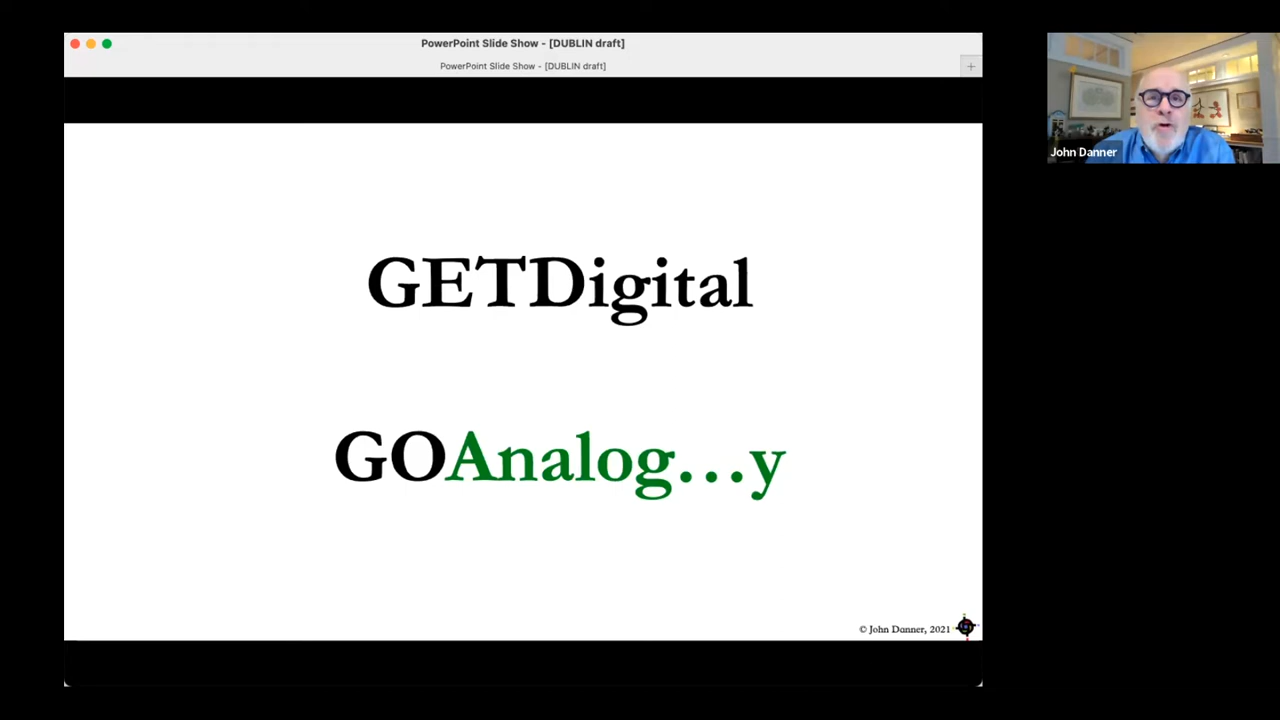 PowerPoint Slide Show - [DUBLIN draft]
PowerPoint Slide Show - [DUBLIN draft]
John Danner
GETDigital
GOAnalog...y
© John Danner, 2021